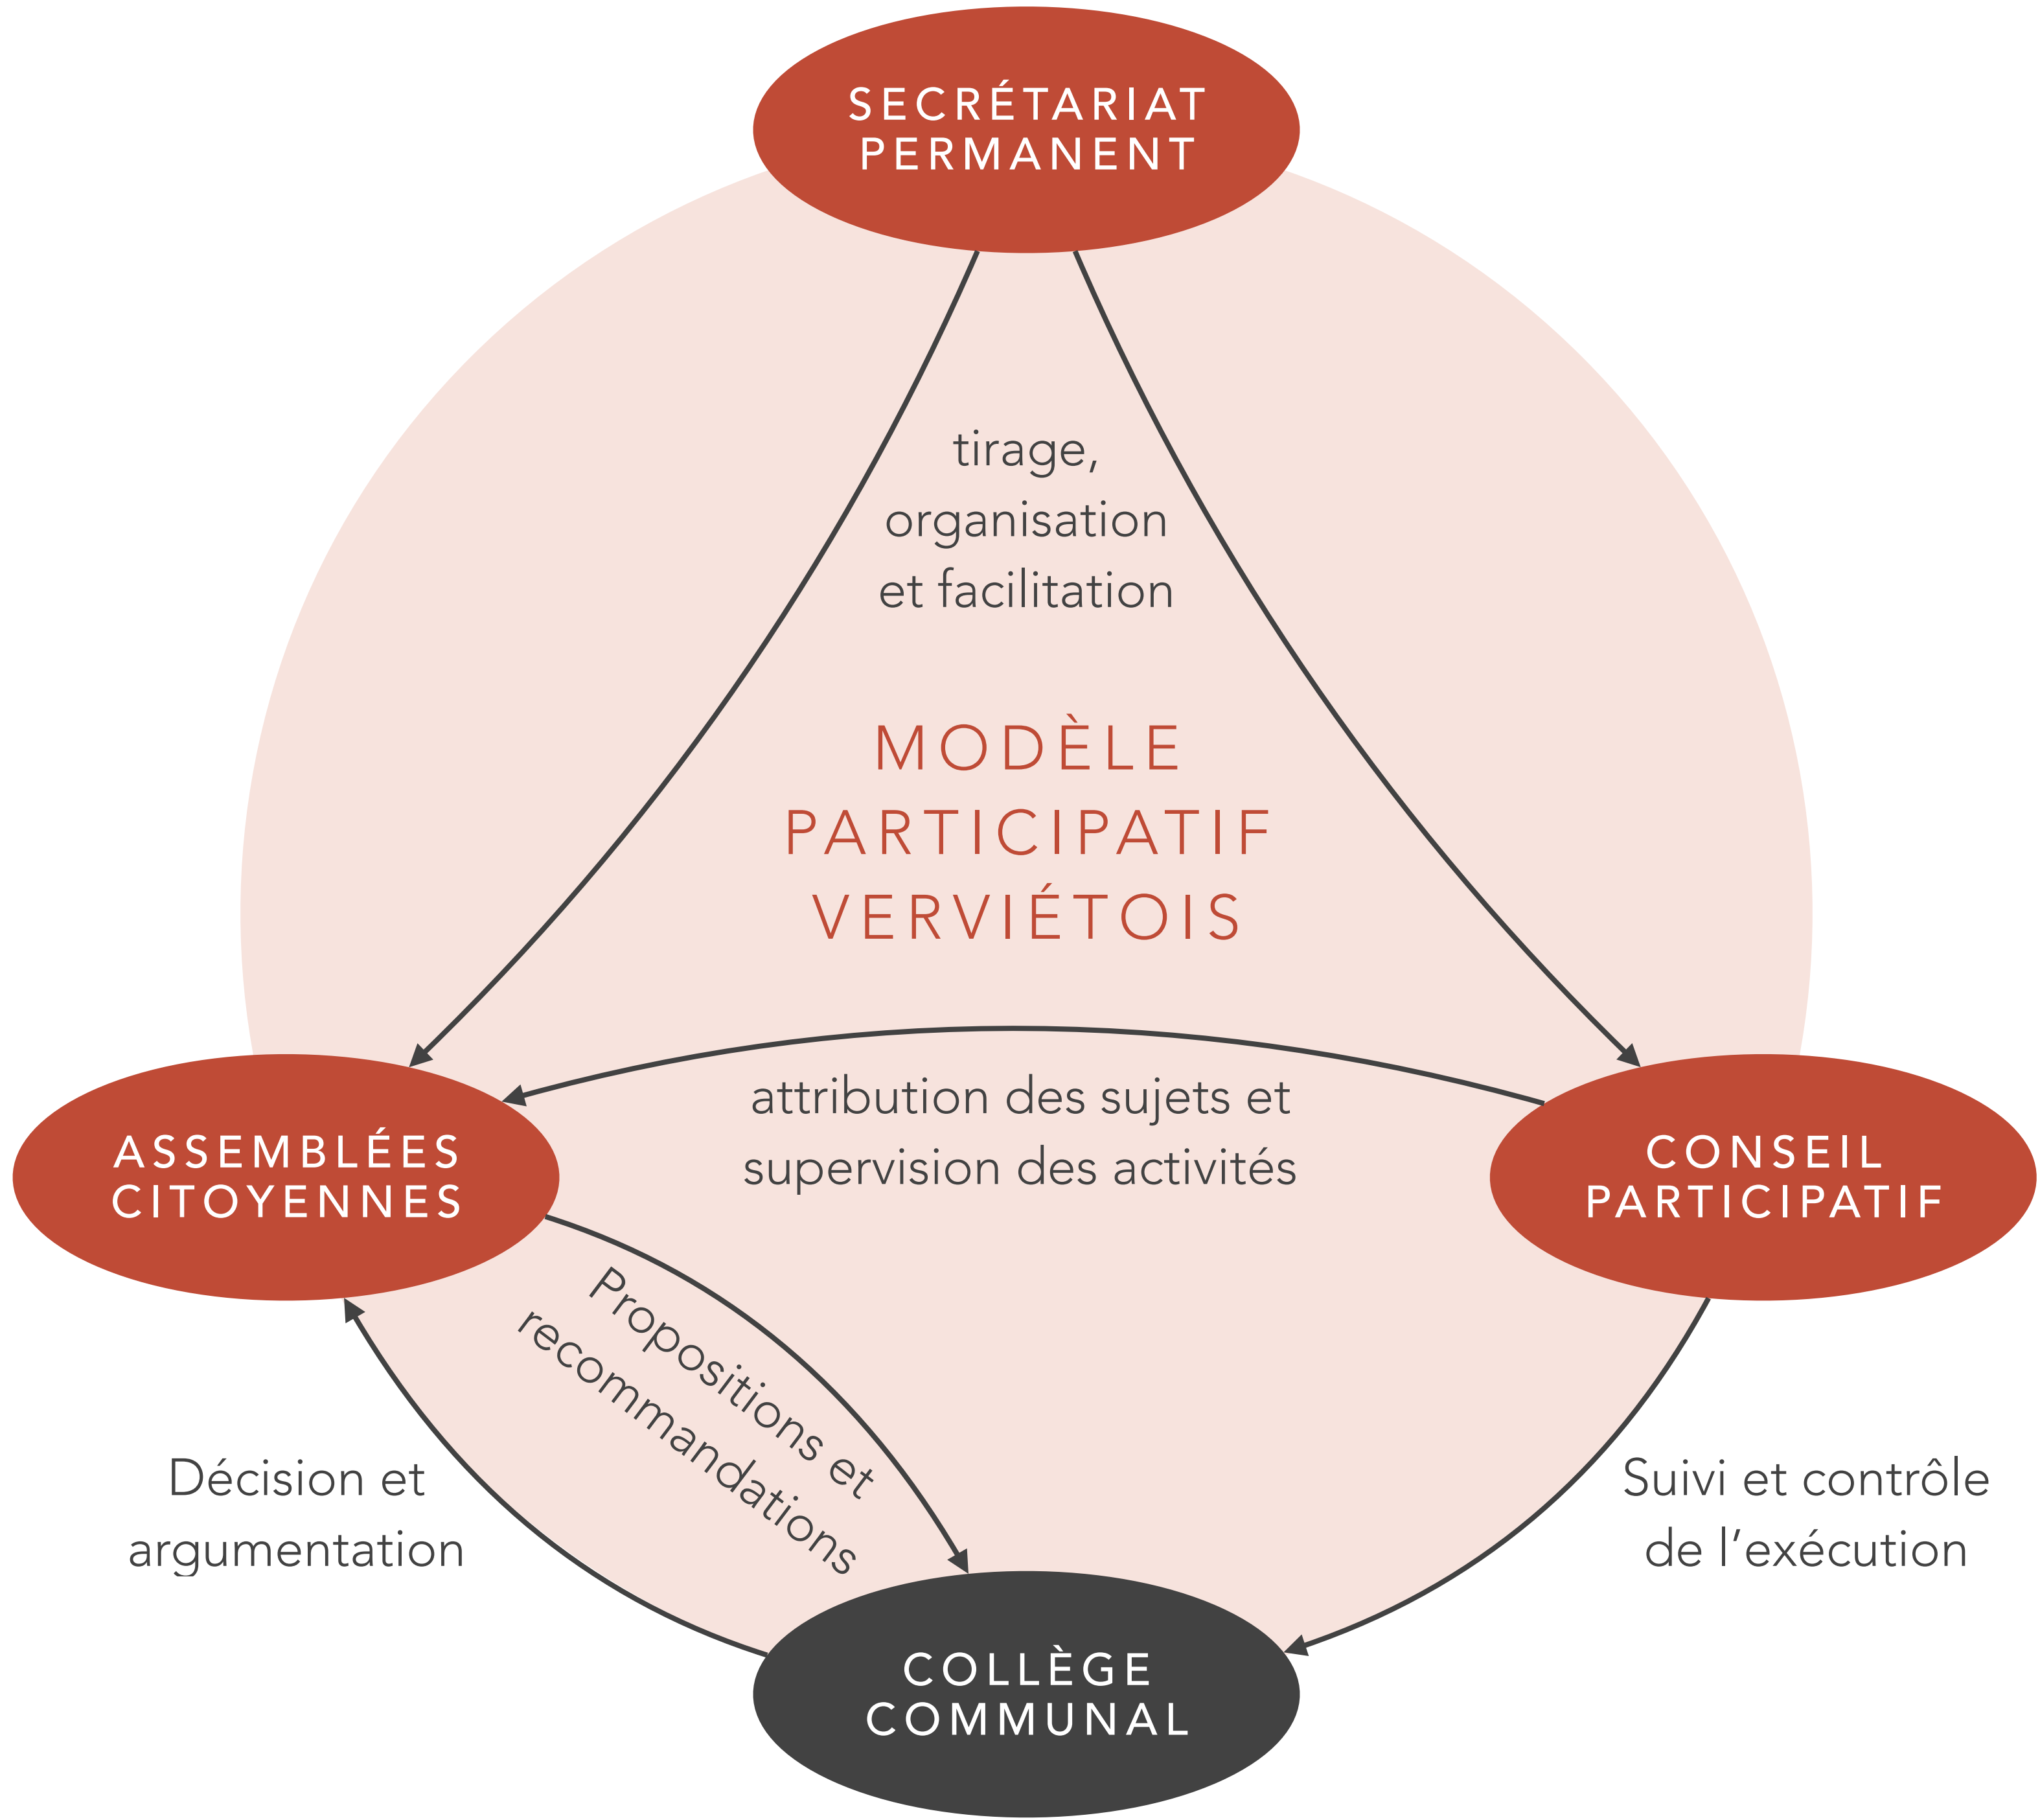 SECRÉTARIAT
PERMANENT
tirage,
organisation
et facilitation
MODÈLE
PARTICIPATIF
VERVIÉTOIS
attribution des sujets et
supervision des activités
ASSEMBLÉES
CITOYENNES
CONSEIL
PARTICIPATIF
Propositions et
recommandations
Décision et
argumentation
Suivi et contrôle
de l'exécution
COLLÈGE
COMMUNAL